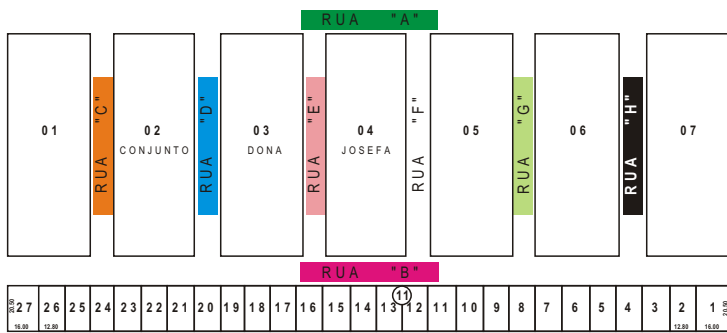 RUA "A"
01
RUA "C"
02
CONJUNTO
RUA "D"
03
DONA
RUA "E"
04
JOSEFA
RUA "F"
05
RUA "G"
06
RUA "H"
07
RUA "B"
11
20.50 27 26 25 24 23 22 21 20 19 18 17 16 15 14 13 12 11 10 9 8 7 6 5 4 3 2 1 20.50
16.00 12.80 12.80 16.00